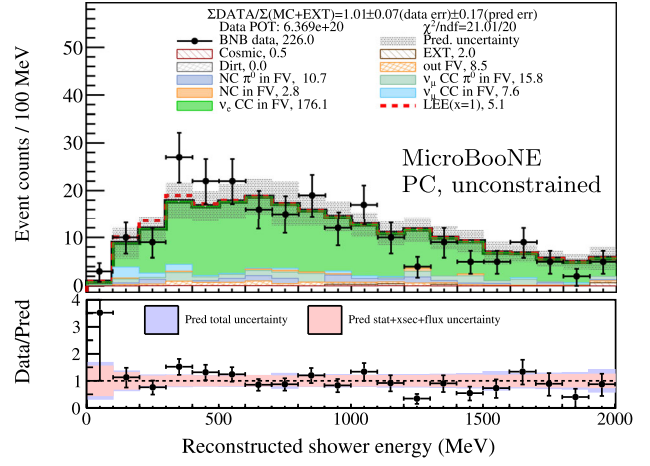 ΣDATA/Σ(MC+EXT)=1.01±0.07(data err)±0.17(pred err)
Data POT: 6.369e+20 χ²/ndf=21.01/20
BNB data, 226.0 Pred. uncertainty
Cosmic, 0.5 EXT, 2.0
Dirt, 0.0 out FV, 8.5
NC π⁰ in FV, 10.7 ν_μ CC π⁰ in FV, 15.8
NC in FV, 2.8 ν_μ CC in FV, 7.6
ν_e CC in FV, 176.1 LEE(x=1), 5.1
MicroBooNE
PC, unconstrained
Event counts / 100 MeV
50
40
30
20
10
0
Pred total uncertainty Pred stat+xsec+flux uncertainty
Data/Pred
4
3
2
1
0
0 500 1000 1500 2000
Reconstructed shower energy (MeV)